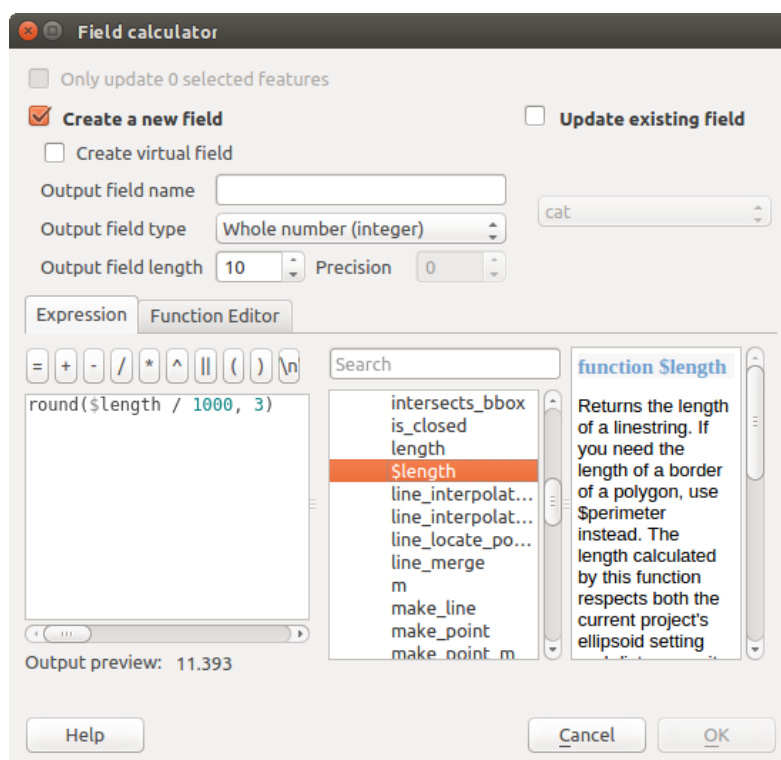 Field calculator
Only update 0 selected features
Create a new field
Update existing field
Create virtual field
Output field name
cat
Output field type
Whole number (integer)
Output field length
10
Precision
0
Expression
Function Editor
= + - / * ^ || ( ) \n'
round($length / 1000, 3)
Output preview: 11.393
Search
intersects_bbox
is_closed
length
$length
line_interpolat...
line_interpolat...
line_locate_po...
line_merge
m
make_line
make_point
make_point_m
function $length
Returns the length
of a linestring. If
you need the
length of a border
of a polygon, use
$perimeter
instead. The
length calculated
by this function
respects both the
current project's
ellipsoid setting
Help
Cancel
OK